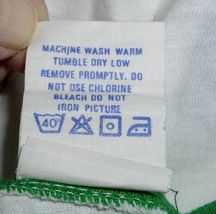 MACHINE WASH WARM
TUMBLE DRY LOW
REMOVE PROMPTLY. DO
NOT USE CHLORINE
BLEACH DO NOT
IRON PICTURE
40°